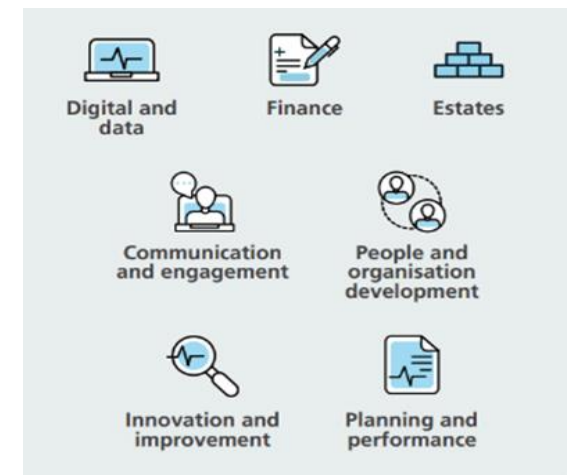 Digital and
data
Finance
Estates
Communication
and engagement
People and
organisation
development
Innovation and
improvement
Planning and
performance